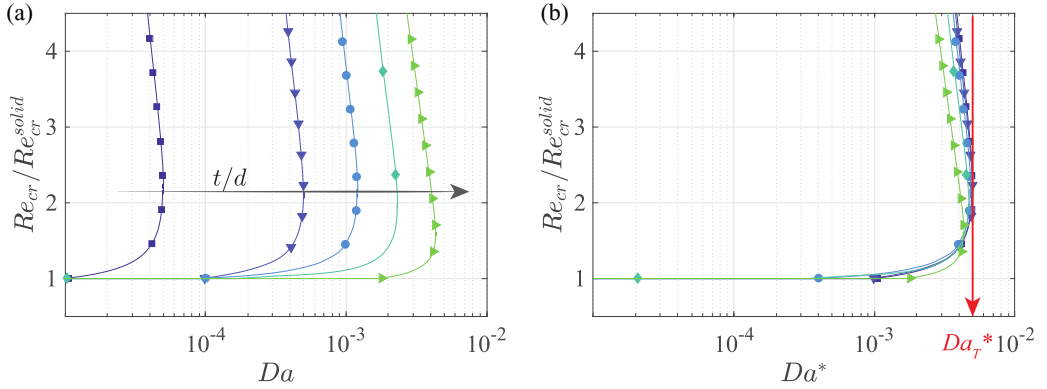 (a)
4
3
2
1
Re_cr/Re_cr^solid
t/d
10^-4
10^-3
10^-2
Da
(b)
4
3
2
1
Re_cr/Re_cr^solid
10^-4
10^-3
10^-2
Da_T*
Da*